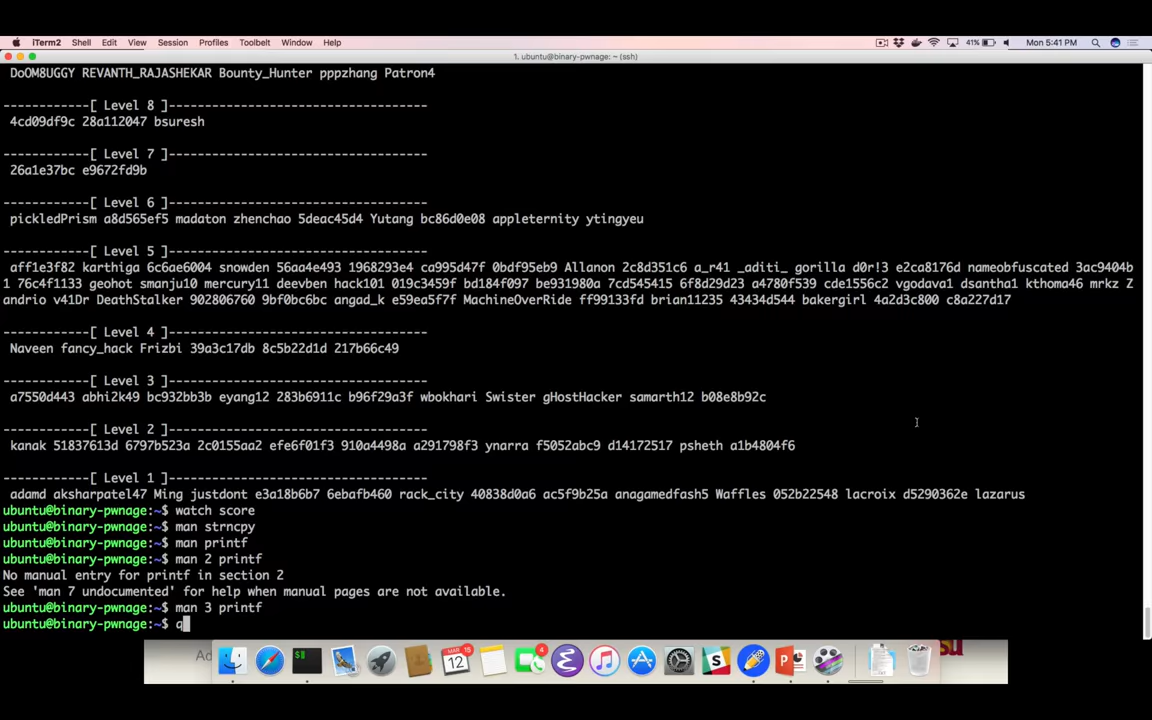 iTerm2 Shell Edit View Session Profiles Toolbelt Window Help 41% Mon 5:41 PM
1. ubuntu@binary-pwnage: ~ (ssh)
DoOM8UGGY REVANTH_RAJASHEKAR Bounty_Hunter pppzhang Patron4
------------[ Level 8 ]------------------------------------
4cd09df9c 28a112047 bsuresh
------------[ Level 7 ]------------------------------------
26a1e37bc e9672fd9b
------------[ Level 6 ]------------------------------------
pickledPrism a8d565ef5 madaton zhenchao 5deac45d4 Yutang bc86d0e08 appleternity ytingyeu
------------[ Level 5 ]------------------------------------
aff1e3f82 karthiga 6c6ae6004 snowden 56aa4e493 1968293e4 ca995d47f 0bdf95eb9 Allanon 2c8d351c6 a_r41 _aditi_ gorilla d0r!3 e2ca8176d nameobfuscated 3ac9404b
1 76c4f1133 geohot smanju10 mercury11 deevben hack101 019c3459f bd184f097 be931980a 7cd545415 6f8d29d23 a4780f539 cde1556c2 vgodava1 dsantha1 kthoma46 mrkz Z
andrio v41Dr DeathStalker 902806760 9bf0bc6bc angad_k e59ea5f7f MachineOverRide ff99133fd brian11235 43434d544 bakergirl 4a2d3c800 c8a227d17
------------[ Level 4 ]------------------------------------
Naveen fancy_hack Frizbi 39a3c17db 8c5b22d1d 217b66c49
------------[ Level 3 ]------------------------------------
a7550d443 abhi2k49 bc932bb3b eyang12 283b6911c b96f29a3f wbokhari Swister gHostHacker samarth12 b08e8b92c
------------[ Level 2 ]------------------------------------
kanak 51837613d 6797b523a 2c0155aa2 efe6f01f3 910a4498a a291798f3 ynarra f5052abc9 d14172517 psheth a1b4804f6
------------[ Level 1 ]------------------------------------
adamd aksharpatel47 Ming justdont e3a18b6b7 6ebafb460 rack_city 40838d0a6 ac5f9b25a anagamedfash5 Waffles 052b22548 lacroix d5290362e lazarus
ubuntu@binary-pwnage:~$ watch score
ubuntu@binary-pwnage:~$ man strncpy
ubuntu@binary-pwnage:~$ man printf
ubuntu@binary-pwnage:~$ man 2 printf
No manual entry for printf in section 2
See 'man 7 undocumented' for help when manual pages are not available.
ubuntu@binary-pwnage:~$ man 3 printf
ubuntu@binary-pwnage:~$ q